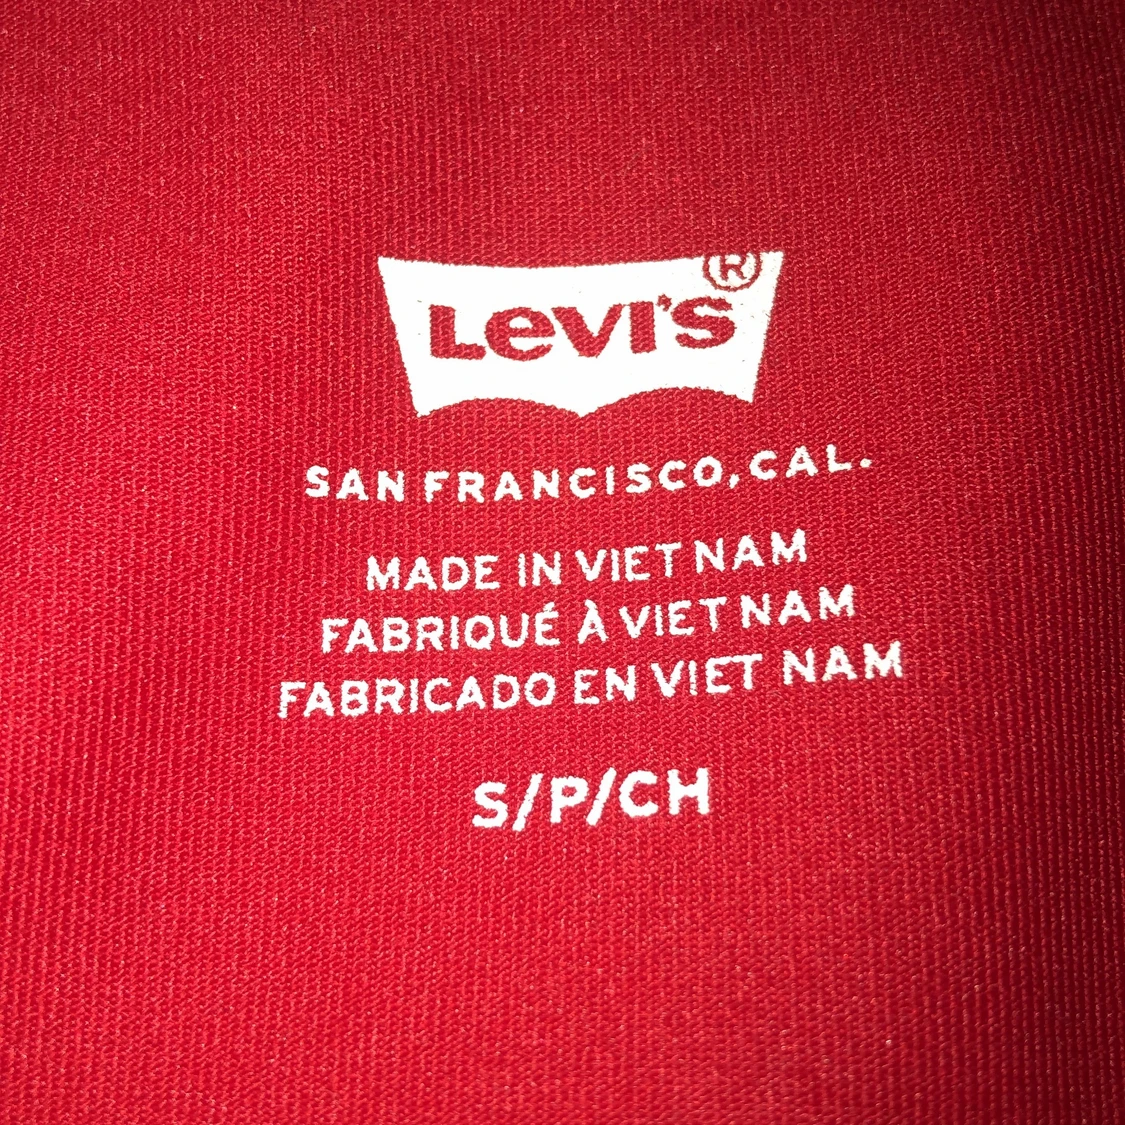 LEVI'S®
SAN FRANCISCO, CAL.
MADE IN VIET NAM
FABRIQUÉ À VIET NAM
FABRICADO EN VIET NAM
S/P/CH